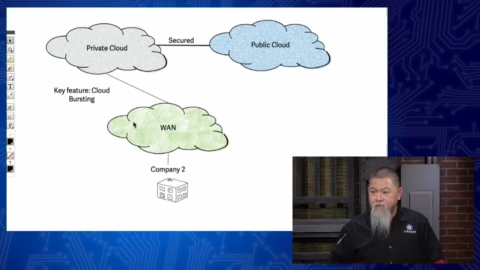 Private Cloud
Secured
Public Cloud
Key feature: Cloud
Bursting
WAN
Company 2